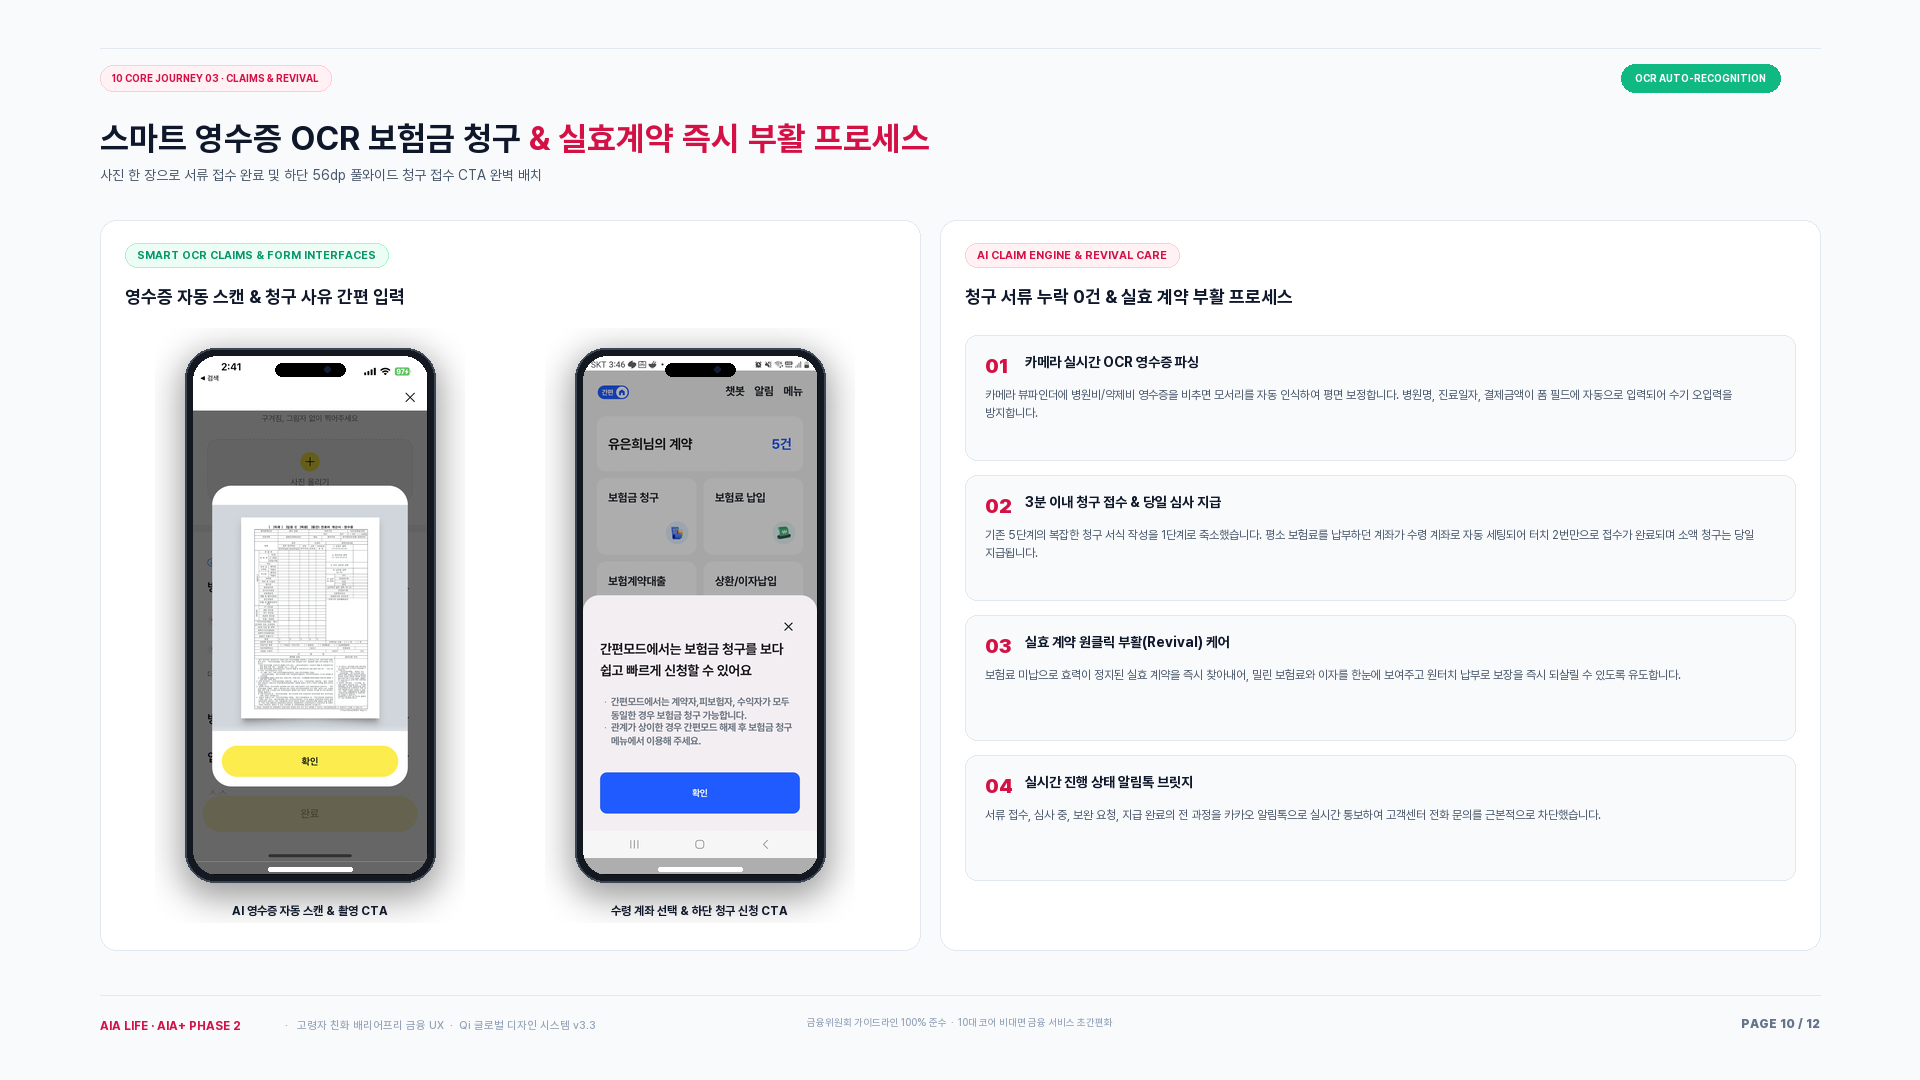 10 CORE JOURNEY 03 · CLAIMS & REVIVAL
OCR AUTO-RECOGNITION
스마트 영수증 OCR 보험금 청구 & 실효계약 즉시 부활 프로세스
사진 한 장으로 서류 접수 완료 및 하단 56dp 풀와이드 청구 접수 CTA 완벽 배치
SMART OCR CLAIMS & FORM INTERFACES
영수증 자동 스캔 & 청구 사유 간편 입력
2:41
◀ 검색
97+
구겨짐, 그림자 없이 찍어주세요
사진 올리기
확인
완료
AI 영수증 자동 스캔 & 촬영 CTA
SKT 3:46
간편
챗봇 알림 메뉴
유은희님의 계약 5건
보험금 청구 보험료 납입
보험계약대출 상환/이자납입
간편모드에서는 보험금 청구를 보다
쉽고 빠르게 신청할 수 있어요
· 간편모드에서는 계약자,피보험자, 수익자가 모두
동일한 경우 보험금 청구 가능합니다.
· 관계가 상이한 경우 간편모드 해제 후 보험금 청구
메뉴에서 이용해 주세요.
확인
수령 계좌 선택 & 하단 청구 신청 CTA
AI CLAIM ENGINE & REVIVAL CARE
청구 서류 누락 0건 & 실효 계약 부활 프로세스
01 카메라 실시간 OCR 영수증 파싱
카메라 뷰파인더에 병원비/약제비 영수증을 비추면 모서리를 자동 인식하여 평면 보정합니다. 병원명, 진료일자, 결제금액이 폼 필드에 자동으로 입력되어 수기 오입력을
방지합니다.
02 3분 이내 청구 접수 & 당일 심사 지급
기존 5단계의 복잡한 청구 서식 작성을 1단계로 축소했습니다. 평소 보험료를 납부하던 계좌가 수령 계좌로 자동 세팅되어 터치 2번만으로 접수가 완료되며 소액 청구는 당일
지급됩니다.
03 실효 계약 원클릭 부활(Revival) 케어
보험료 미납으로 효력이 정지된 실효 계약을 즉시 찾아내어, 밀린 보험료와 이자를 한눈에 보여주고 원터치 납부로 보장을 즉시 되살릴 수 있도록 유도합니다.
04 실시간 진행 상태 알림톡 브릿지
서류 접수, 심사 중, 보완 요청, 지급 완료의 전 과정을 카카오 알림톡으로 실시간 통보하여 고객센터 전화 문의를 근본적으로 차단했습니다.
AIA LIFE · AIA+ PHASE 2 · 고령자 친화 배리어프리 금융 UX · Qi 글로벌 디자인 시스템 v3.3
금융위원회 가이드라인 100% 준수 · 10대 코어 비대면 금융 서비스 초간편화
PAGE 10 / 12